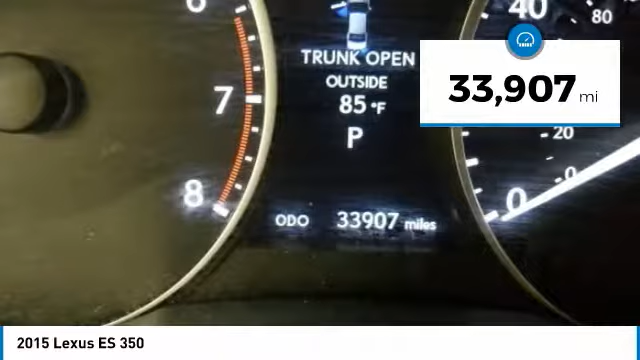 6
7
8
TRUNK OPEN
OUTSIDE
85 °F
P
ODO 33907 miles
40
80
20
0
0
33,907 mi
2015 Lexus ES 350